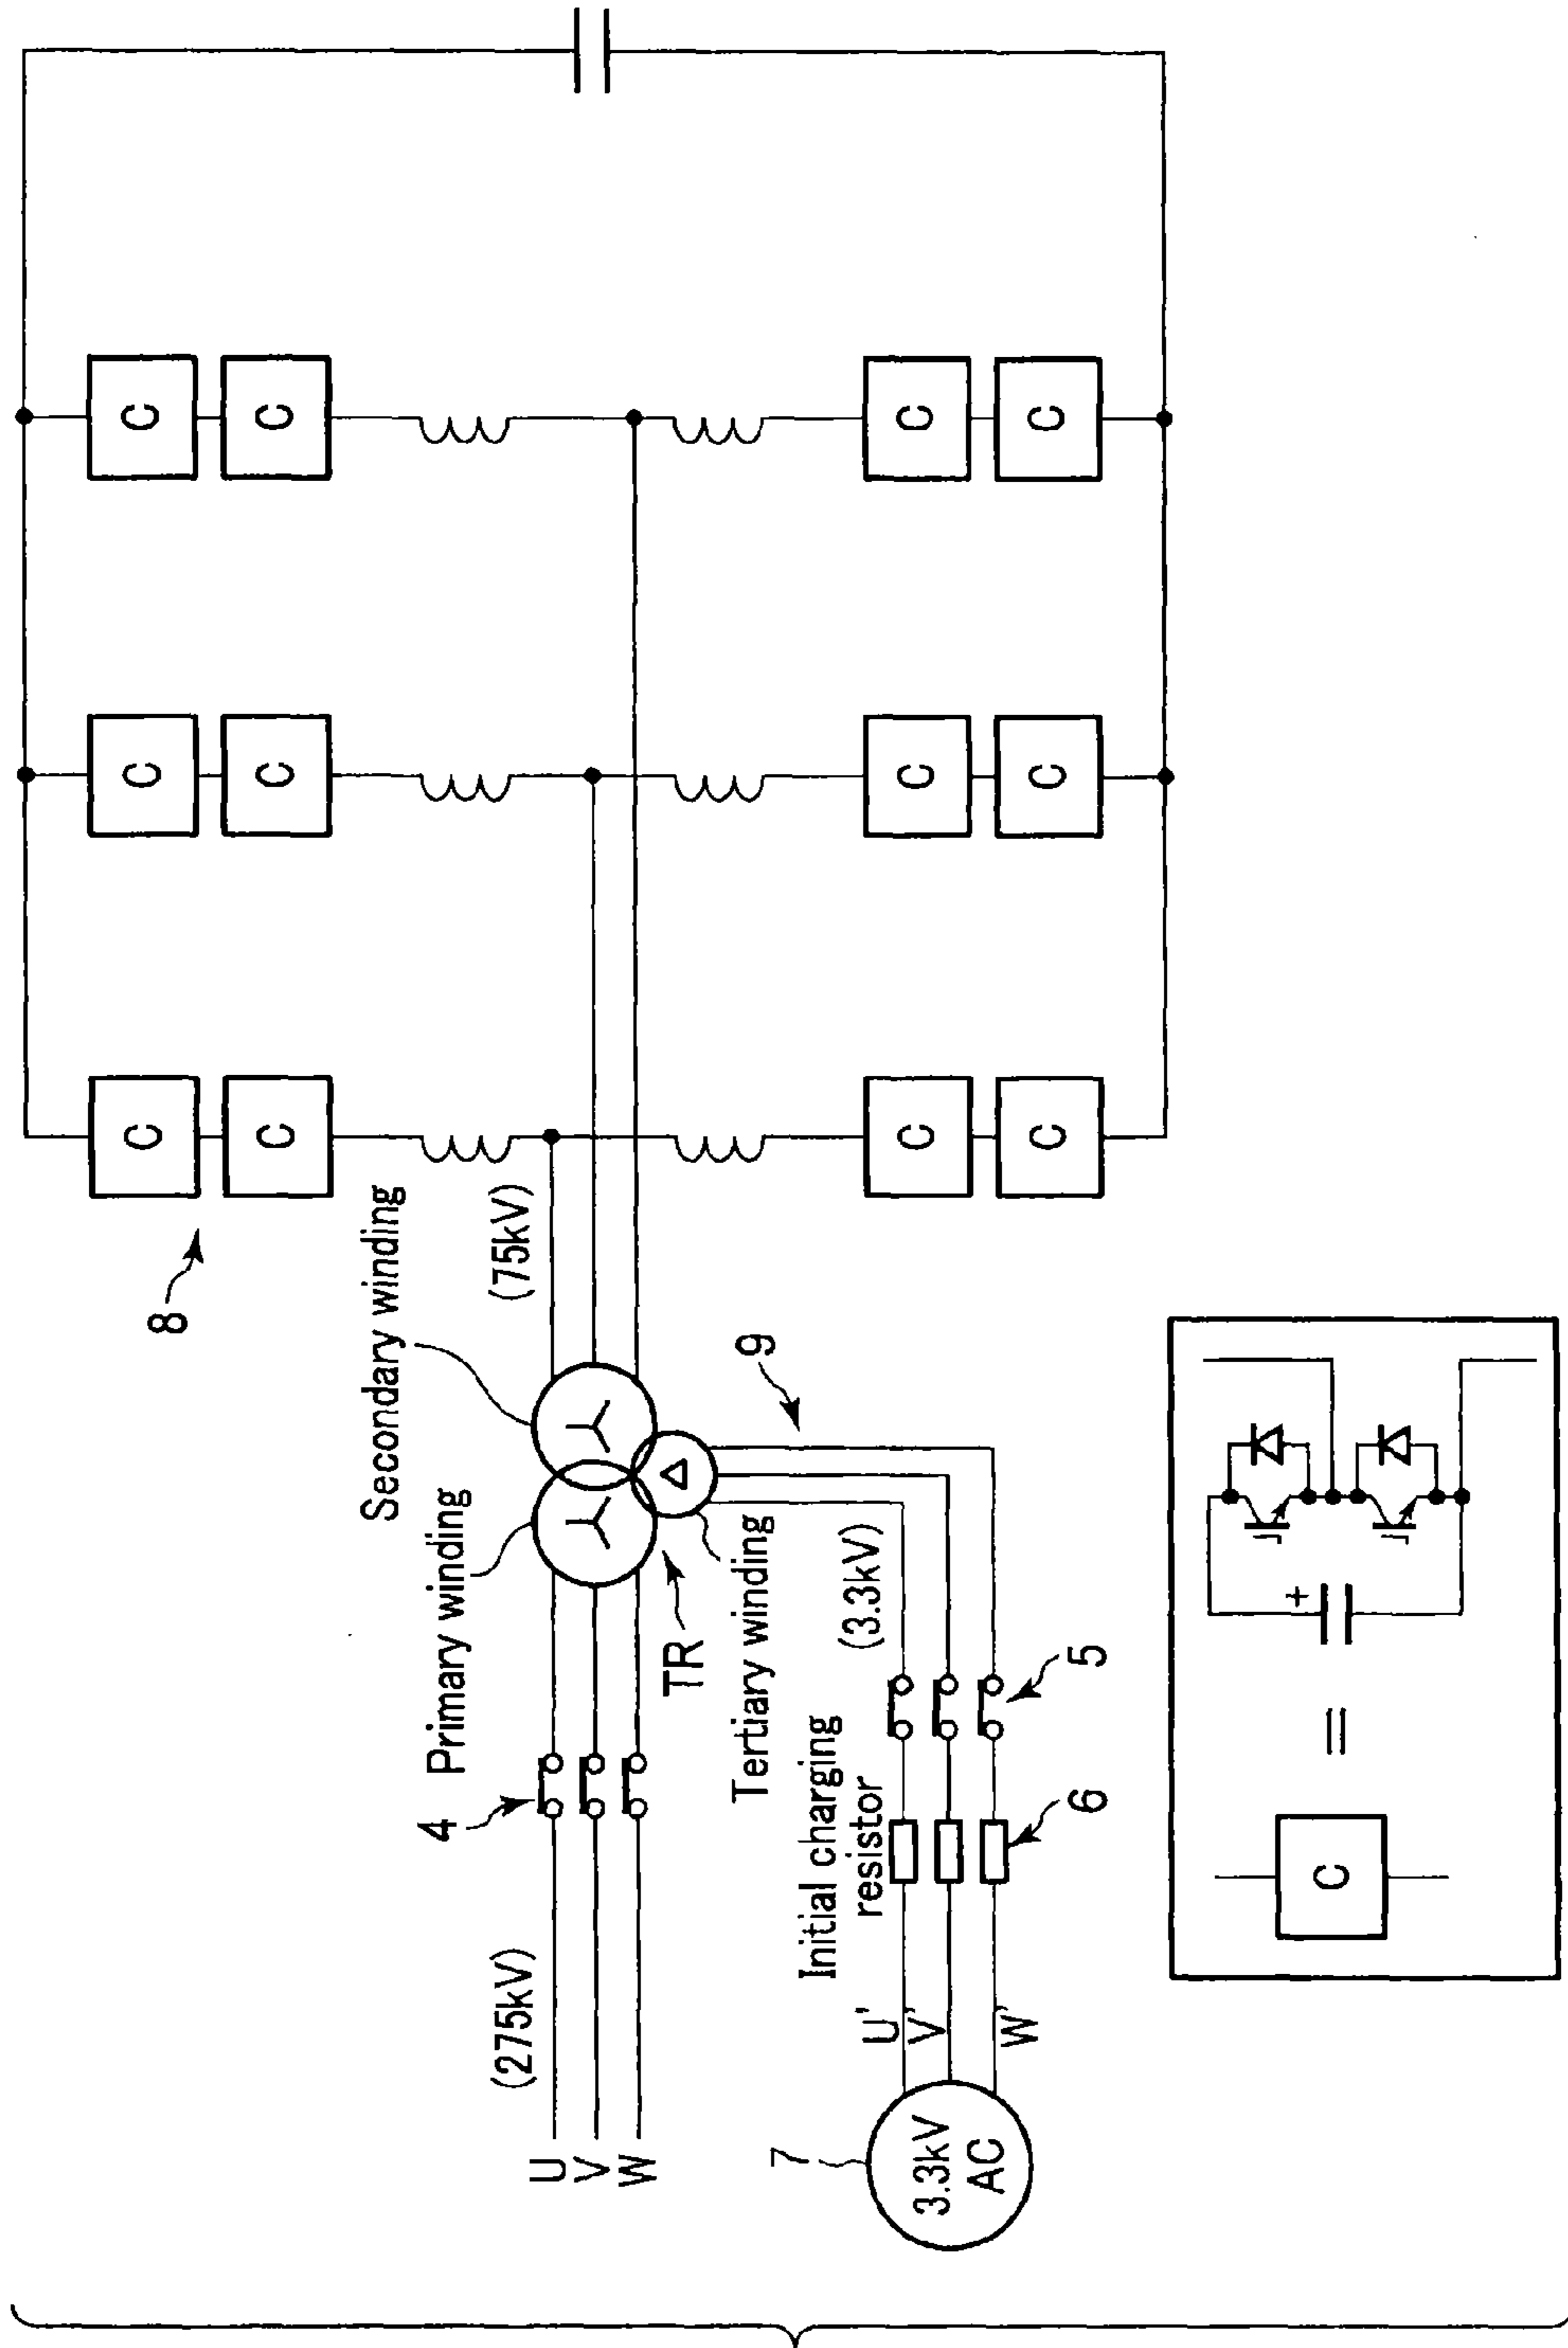 8
C
C
C
C
C
C
C
C
C
C
C
C
Secondary winding
(75kV)
Primary winding
(275kV)
4
U
V
W
TR
Tertiary winding
9
(3.3kV)
Initial charging
resistor
5
6
U'
V'
W'
7
3.3kV
AC
C
=
+